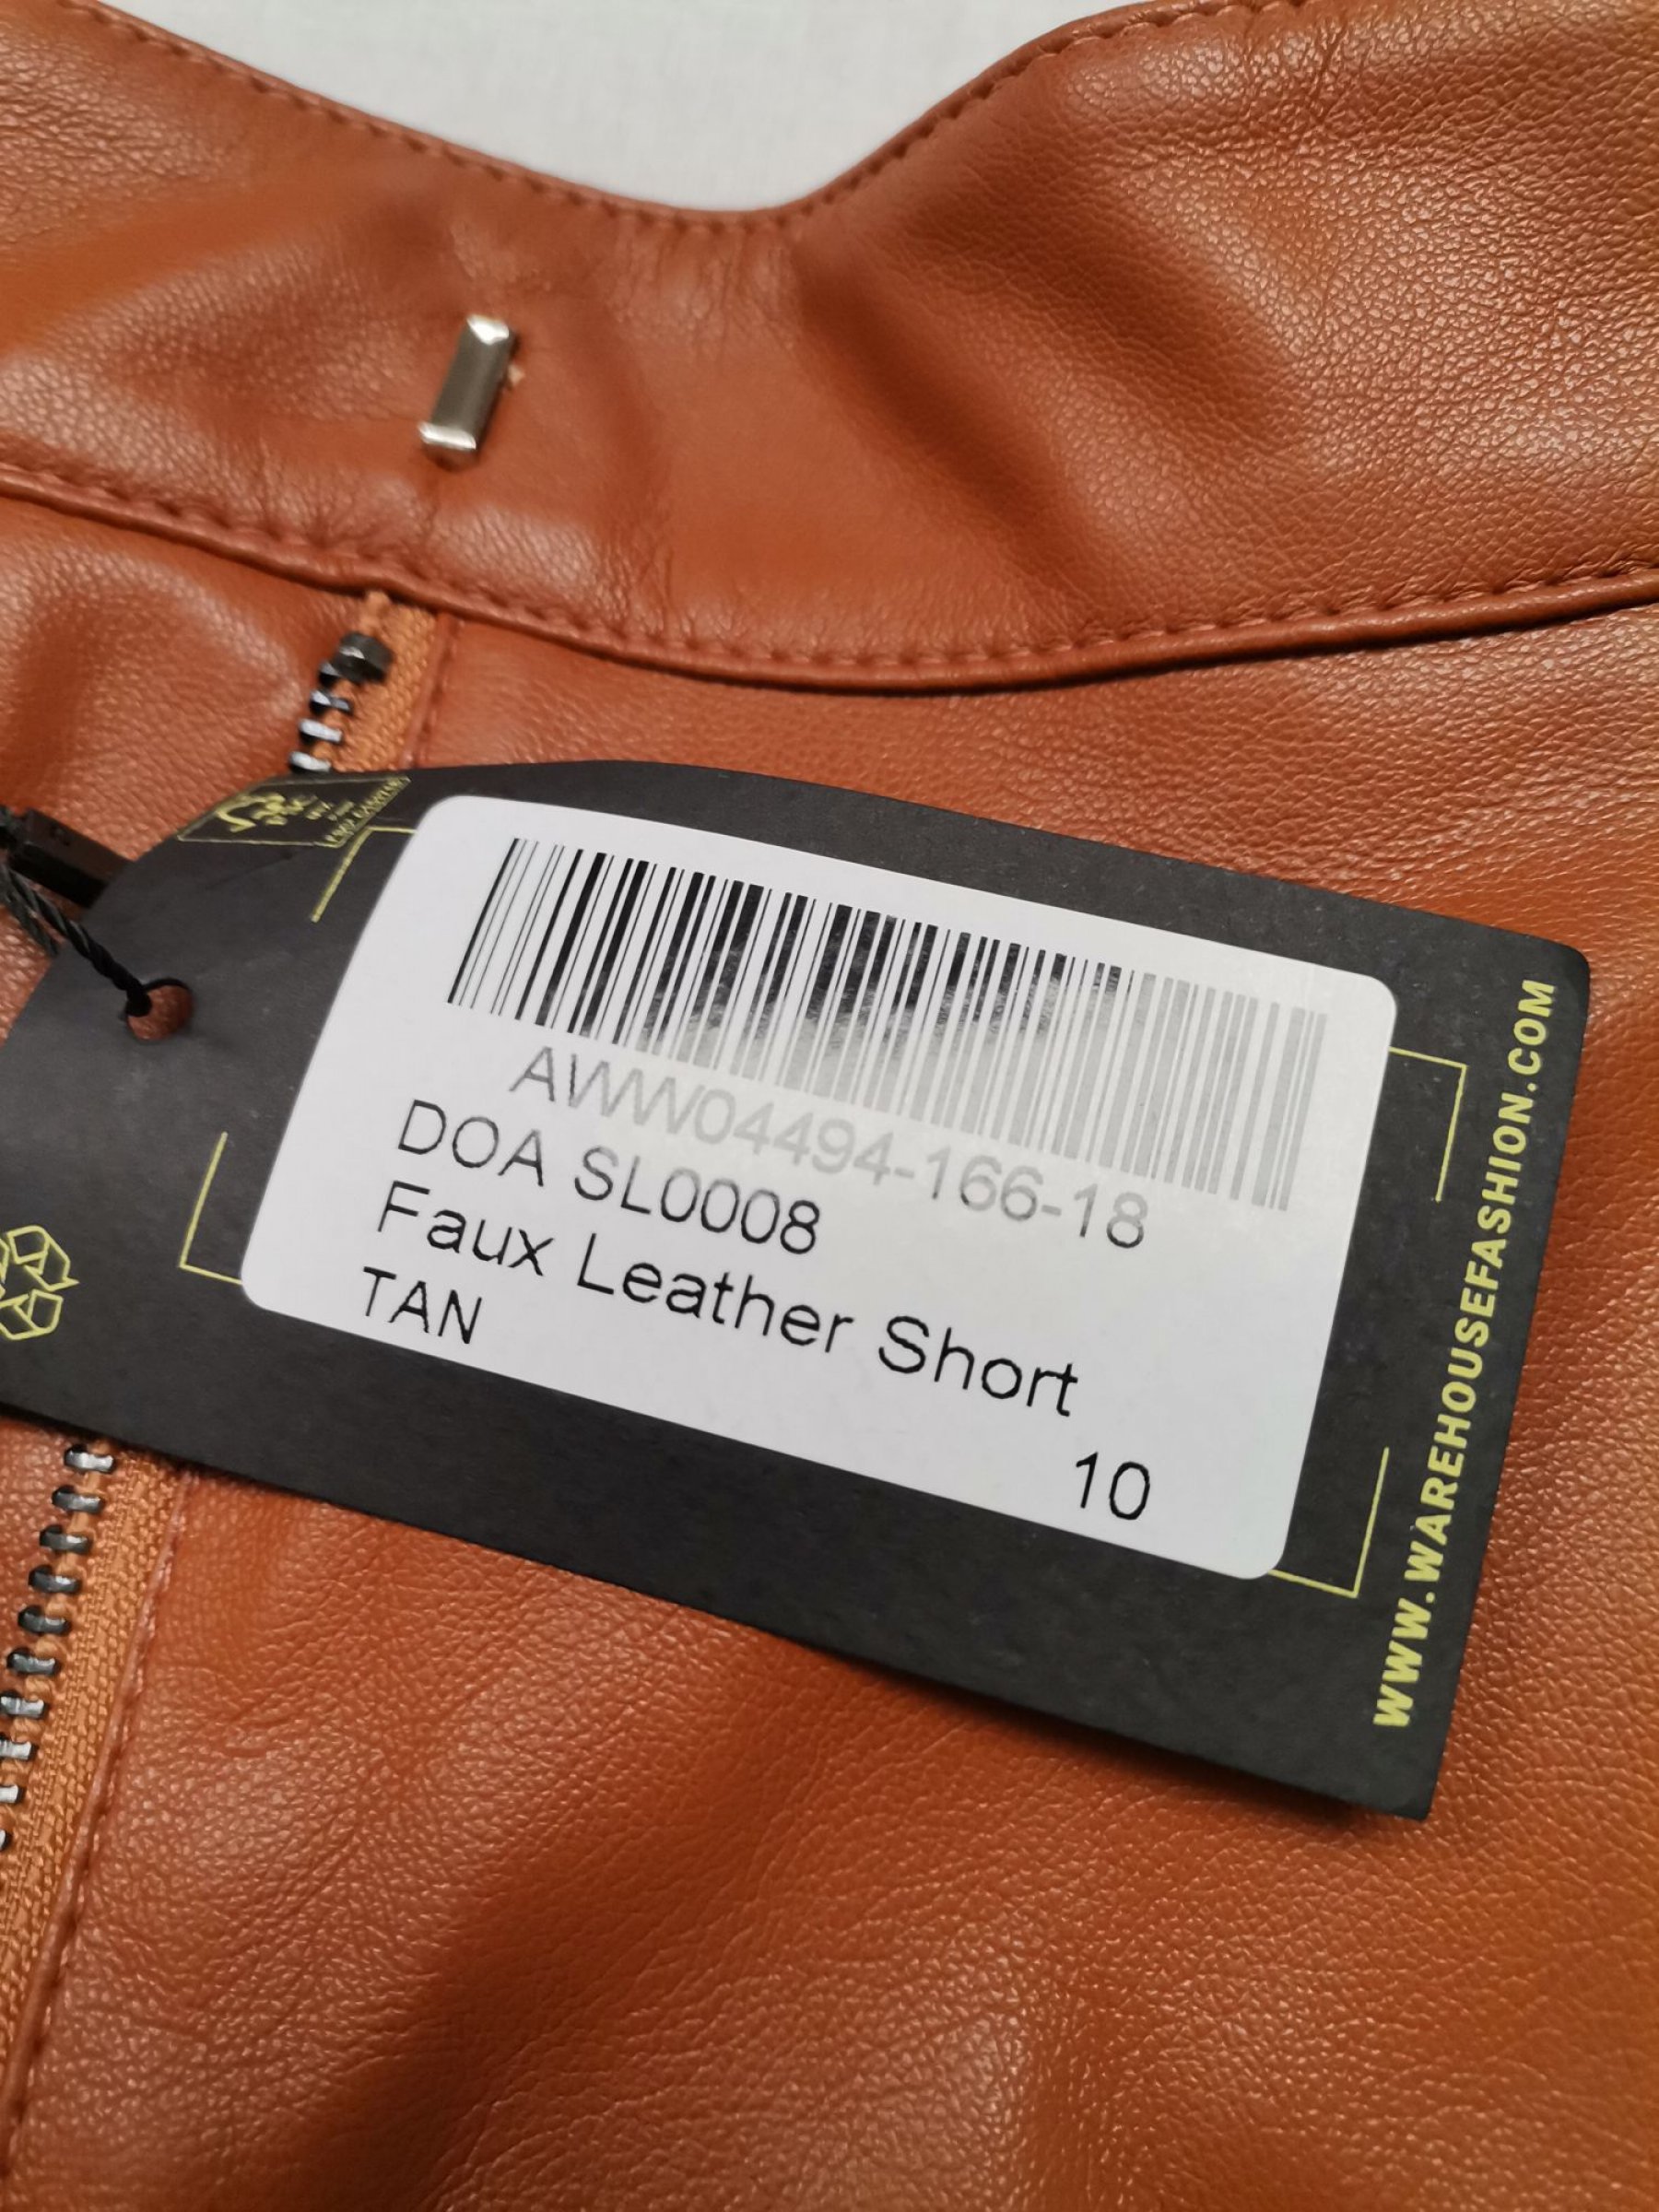 AWW04494-166-18
DOA SL0008
Faux Leather Short
TAN
10
WWW.WAREHOUSEFASHION.COM